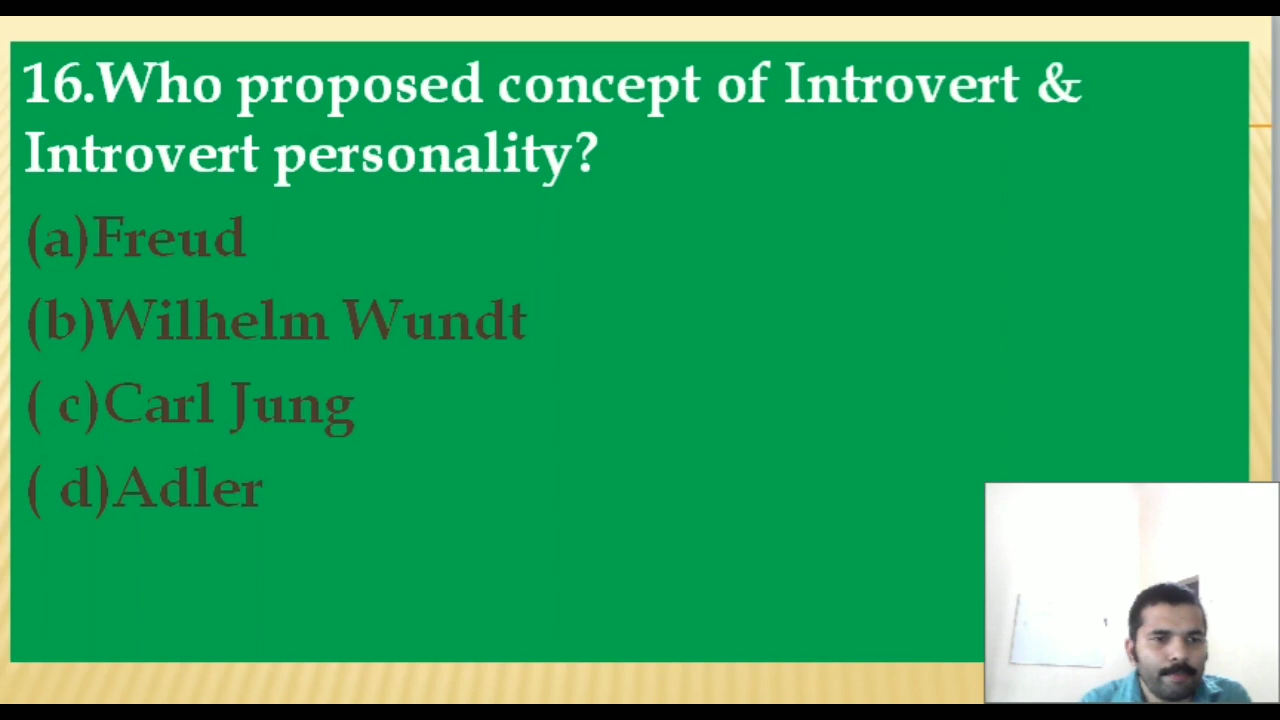 16.Who proposed concept of Introvert &
Introvert personality?
(a)Freud
(b)Wilhelm Wundt
( c)Carl Jung
( d)Adler